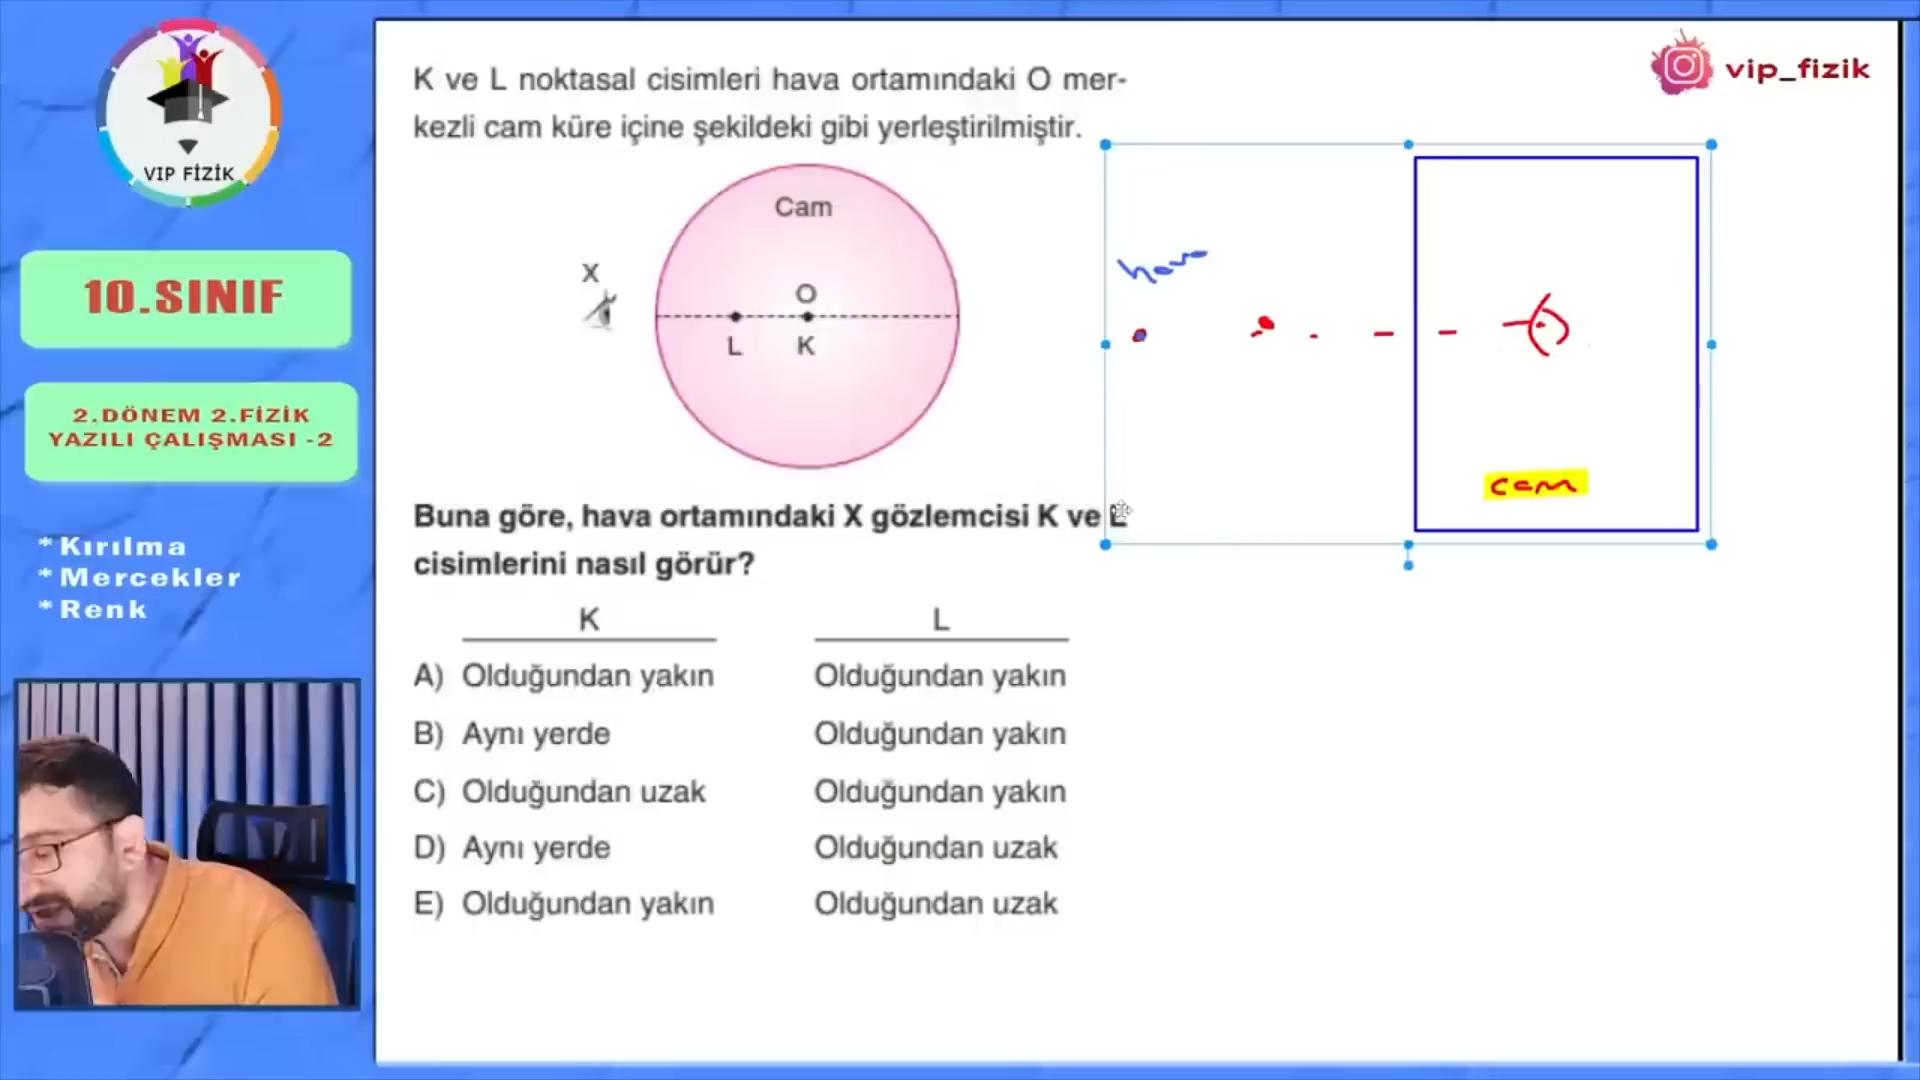 VIP FİZİK
10.SINIF
2.DÖNEM 2.FİZİK
YAZILI ÇALIŞMASI -2
* Kırılma
* Mercekler
* Renk
vip_fizik
K ve L noktasal cisimleri hava ortamındaki O mer-
kezli cam küre içine şekildeki gibi yerleştirilmiştir.
Cam
X
O
L
K
hava
cam
Buna göre, hava ortamındaki X gözlemcisi K ve L
cisimlerini nasıl görür?
K L
A) Olduğundan yakın Olduğundan yakın
B) Aynı yerde Olduğundan yakın
C) Olduğundan uzak Olduğundan yakın
D) Aynı yerde Olduğundan uzak
E) Olduğundan yakın Olduğundan uzak